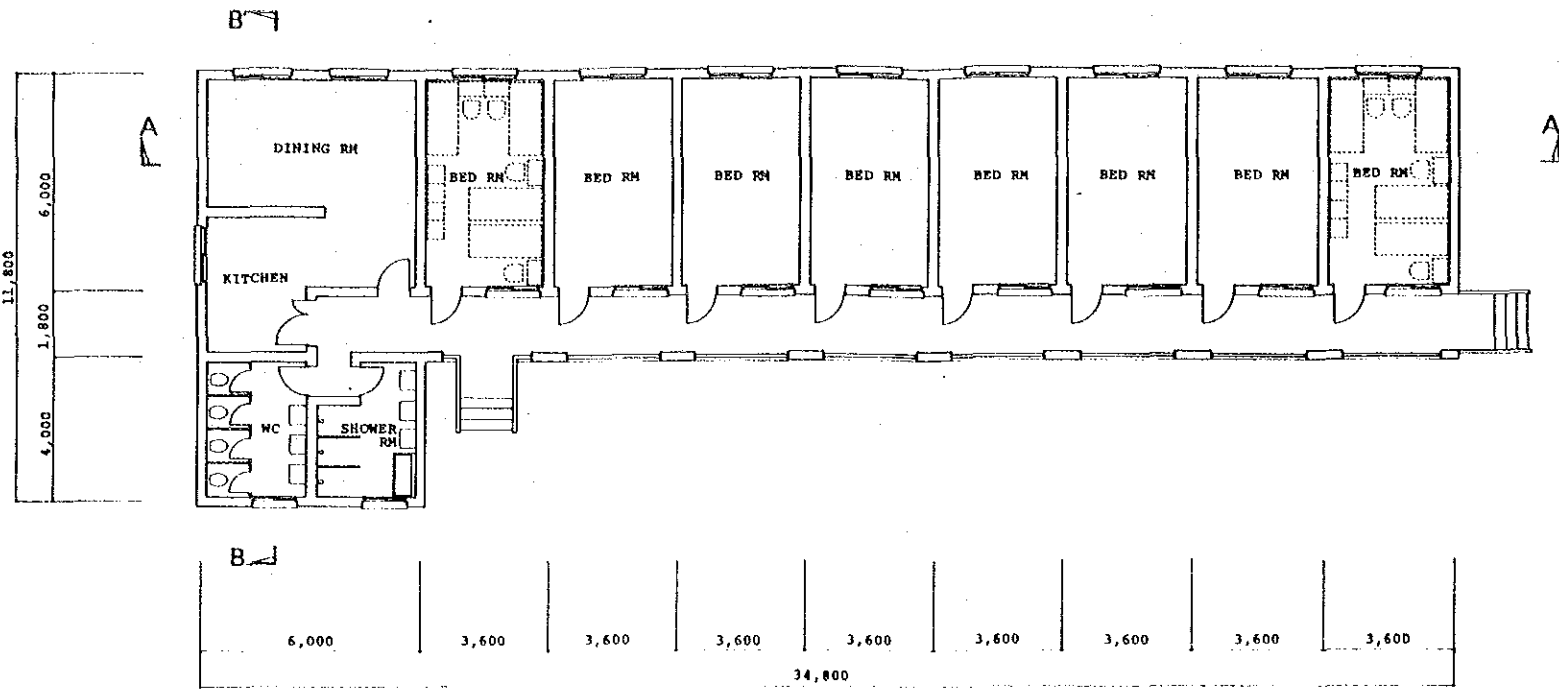 B
A
A
DINING RM
BED RM
BED RM
BED RM
BED RM
BED RM
BED RM
BED RM
BED RM
KITCHEN
WC
SHOWER
RM
11,800
6,000
1,800
4,000
B
6,000 3,600 3,600 3,600 3,600 3,600 3,600 3,600 3,600
34,800